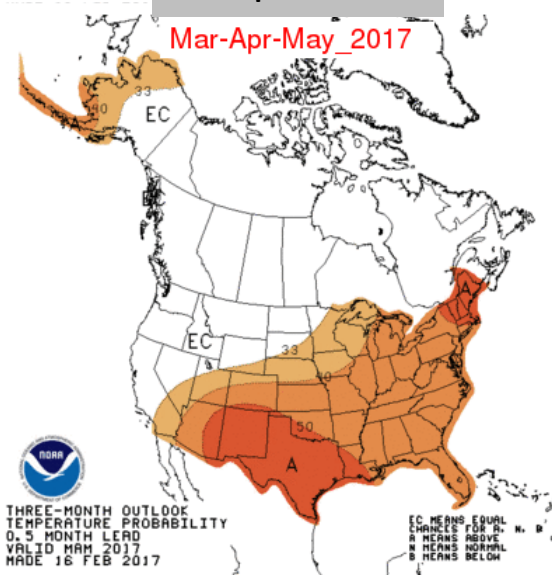 Mar-Apr-May_2017
33
40
A
EC
A
EC
33
40
50
A
NOAA
THREE-MONTH OUTLOOK
TEMPERATURE PROBABILITY
0.5 MONTH LEAD
VALID MAM 2017
MADE 16 FEB 2017
EC MEANS EQUAL
CHANCES FOR A, N, B
A MEANS ABOVE
N MEANS NORMAL
B MEANS BELOW